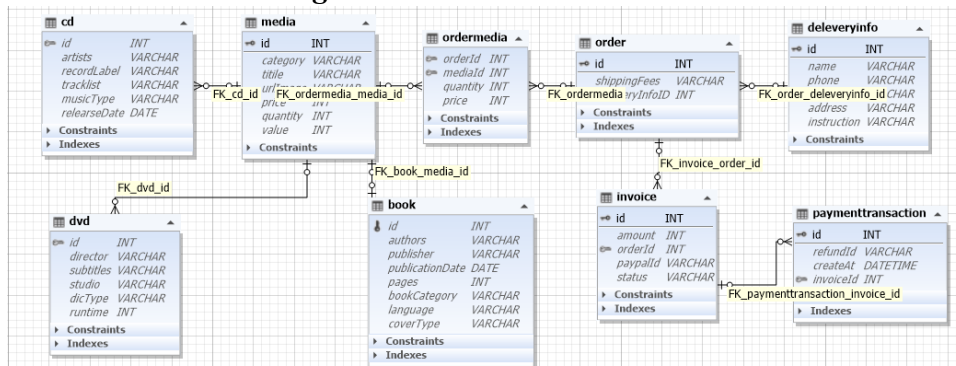 cd
id INT
artists VARCHAR
recordLabel VARCHAR
tracklist VARCHAR
musicType VARCHAR
relearseDate DATE
Constraints
Indexes
media
id INT
category VARCHAR
titile VARCHAR
price INT
quantity INT
value INT
Constraints
ordermedia
orderId INT
mediaId INT
quantity INT
price INT
Constraints
Indexes
order
id INT
shippingFees VARCHAR
INT
Constraints
Indexes
deleveryinfo
id INT
name VARCHAR
phone VARCHAR
address VARCHAR
instruction VARCHAR
Constraints
FK_cd_id
FK_ordermedia_media_id
FK_ordermedia
FK_order_deleveryinfo_id
FK_dvd_id
FK_book_media_id
FK_invoice_order_id
dvd
id INT
director VARCHAR
subtitles VARCHAR
studio VARCHAR
dicType VARCHAR
runtime INT
Constraints
Indexes
book
id INT
authors VARCHAR
publisher VARCHAR
publicationDate DATE
pages INT
bookCategory VARCHAR
language VARCHAR
coverType VARCHAR
Constraints
Indexes
invoice
id INT
amount INT
orderId INT
paypalId VARCHAR
status VARCHAR
Constraints
Indexes
paymenttransaction
id INT
refundId VARCHAR
createAt DATETIME
invoiceId INT
FK_paymenttransaction_invoice_id
Indexes